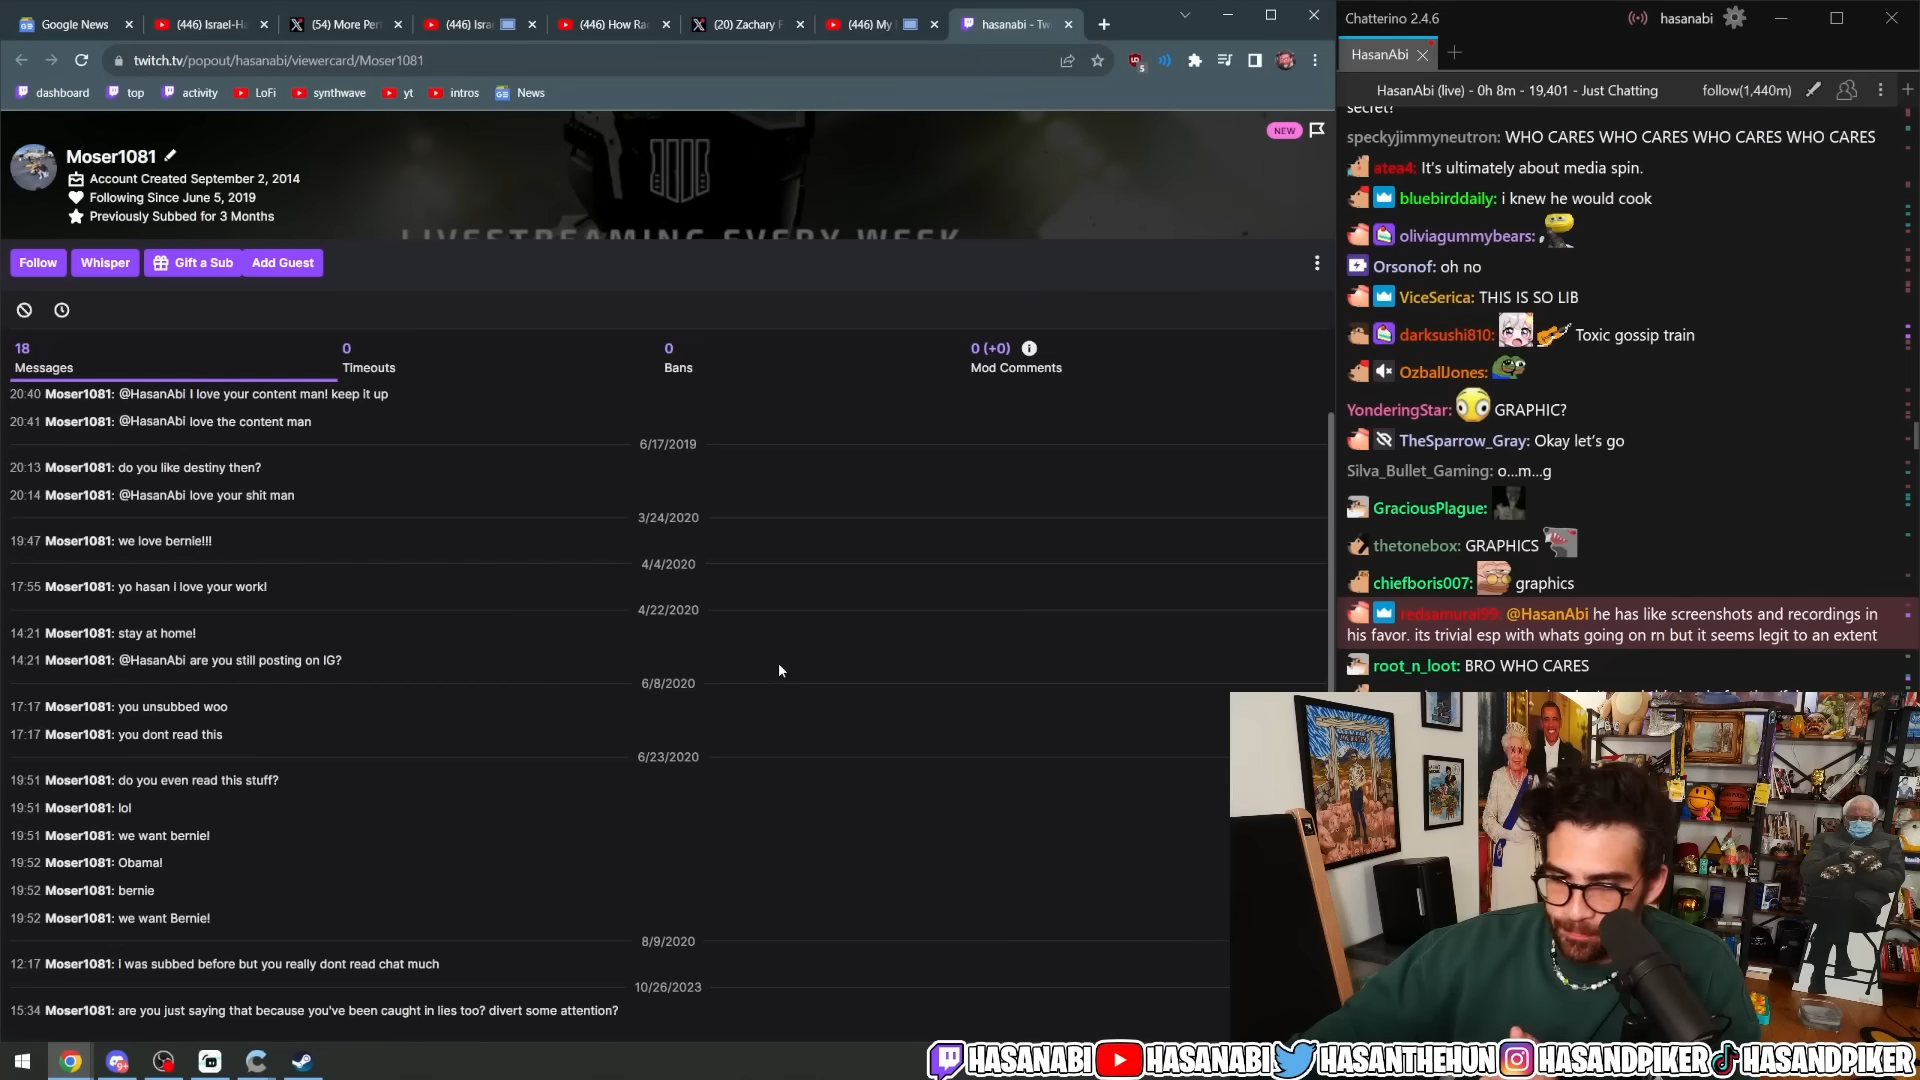 Google News
(446) Israel-Ha
(54) More Per
(446) Isra
(446) How Ra
(20) Zachary F
(446) My
hasanabi - Tw
twitch.tv/popout/hasanabi/viewercard/Moser1081
dashboard
top
activity
LoFi
synthwave
yt
intros
News
Moser1081
Account Created September 2, 2014
Following Since June 5, 2019
Previously Subbed for 3 Months
NEW
LIVESTREAMING EVERY WEEK
Follow
Whisper
Gift a Sub
Add Guest
18
Messages
0
Timeouts
0
Bans
0 (+0)
Mod Comments
20:40 Moser1081: @HasanAbi I love your content man! keep it up
20:41 Moser1081: @HasanAbi love the content man
6/17/2019
20:13 Moser1081: do you like destiny then?
20:14 Moser1081: @HasanAbi love your shit man
3/24/2020
19:47 Moser1081: we love bernie!!!
4/4/2020
17:55 Moser1081: yo hasan i love your work!
4/22/2020
14:21 Moser1081: stay at home!
14:21 Moser1081: @HasanAbi are you still posting on IG?
6/8/2020
17:17 Moser1081: you unsubbed woo
17:17 Moser1081: you dont read this
6/23/2020
19:51 Moser1081: do you even read this stuff?
19:51 Moser1081: lol
19:51 Moser1081: we want bernie!
19:52 Moser1081: Obama!
19:52 Moser1081: bernie
19:52 Moser1081: we want Bernie!
8/9/2020
12:17 Moser1081: i was subbed before but you really dont read chat much
10/26/2023
15:34 Moser1081: are you just saying that because you've been caught in lies too? divert some attention?
Chatterino 2.4.6
hasanabi
HasanAbi
HasanAbi (live) - 0h 8m - 19,401 - Just Chatting
follow(1,440m)
secret?
speckyjimmyneutron: WHO CARES WHO CARES WHO CARES WHO CARES
atea4: It's ultimately about media spin.
bluebirddaily: i knew he would cook
oliviagummybears:
Orsonof: oh no
ViceSerica: THIS IS SO LIB
darksushi810: Toxic gossip train
OzballJones:
YonderingStar: GRAPHIC?
TheSparrow_Gray: Okay let's go
Silva_Bullet_Gaming: o...m...g
GraciousPlague:
thetonebox: GRAPHICS
chiefboris007: graphics
redsamurai99: @HasanAbi he has like screenshots and recordings in
his favor. its trivial esp with whats going on rn but it seems legit to an extent
root_n_loot: BRO WHO CARES
HASANABI
HASANABI
HASANTHEHUN
HASANDPIKER
HASANDPIKER